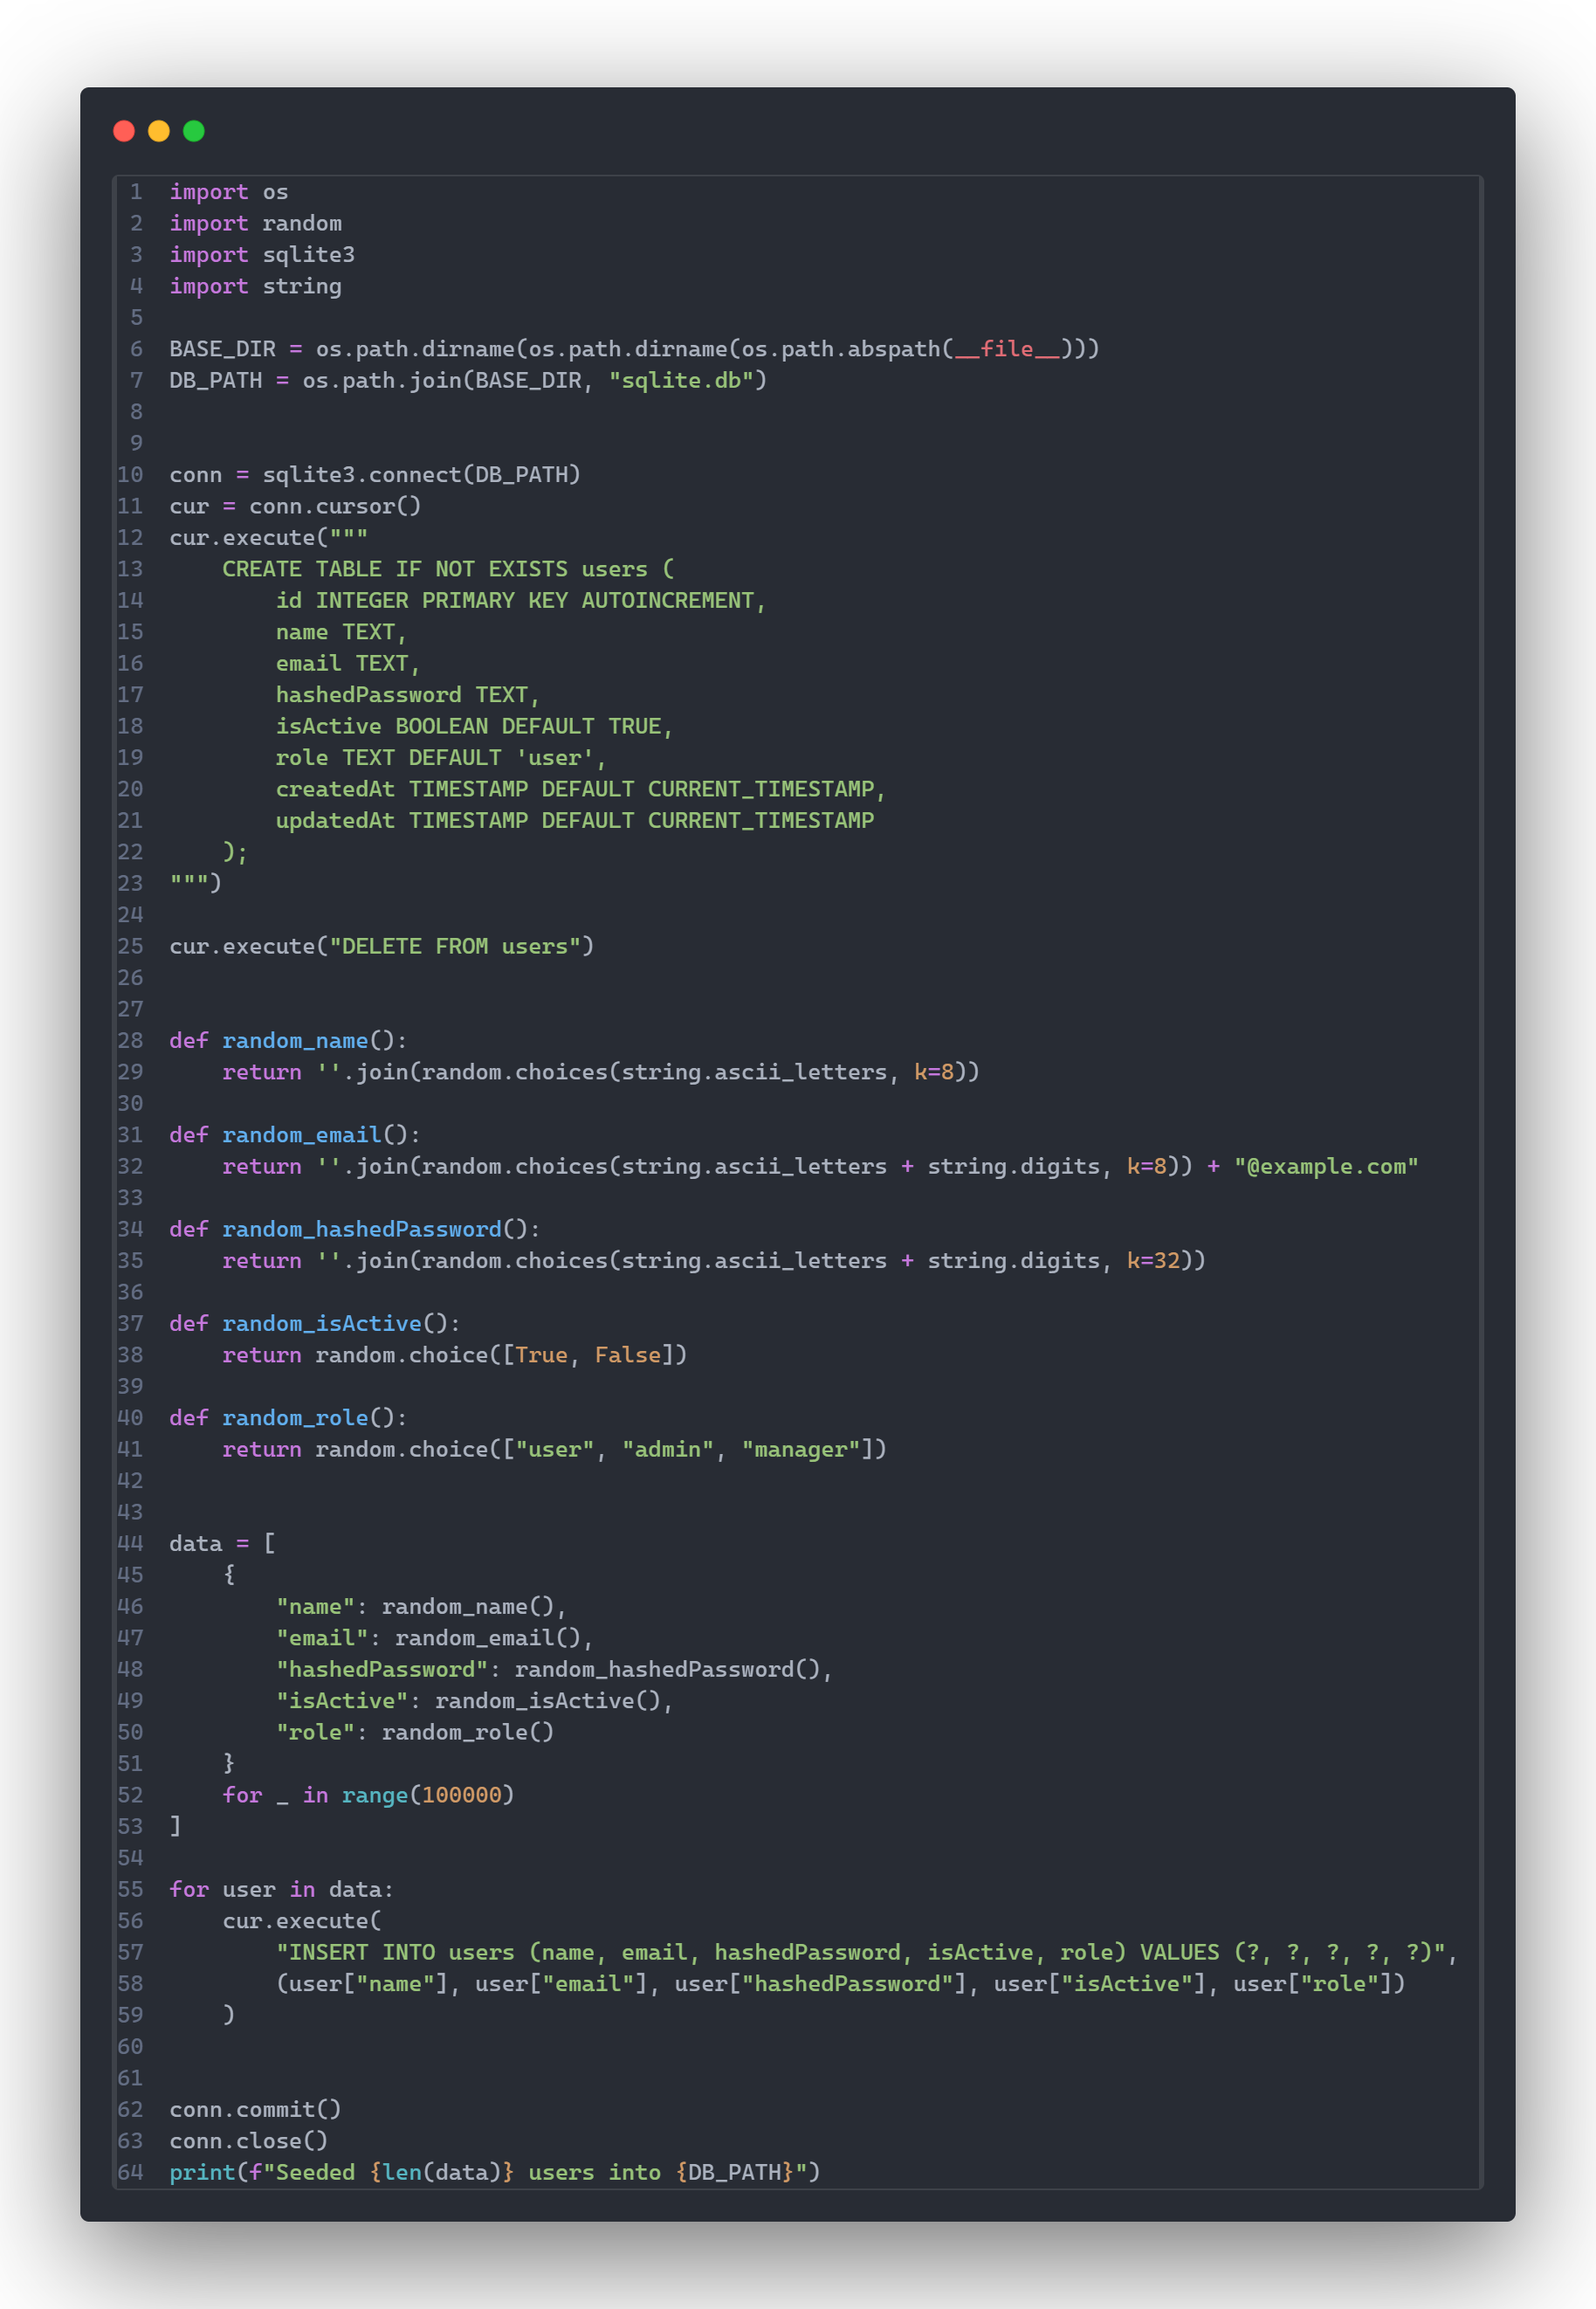 1 import os
2 import random
3 import sqlite3
4 import string
5
6 BASE_DIR = os.path.dirname(os.path.dirname(os.path.abspath(__file__)))
7 DB_PATH = os.path.join(BASE_DIR, "sqlite.db")
8
9
10 conn = sqlite3.connect(DB_PATH)
11 cur = conn.cursor()
12 cur.execute("""
13     CREATE TABLE IF NOT EXISTS users (
14         id INTEGER PRIMARY KEY AUTOINCREMENT,
15         name TEXT,
16         email TEXT,
17         hashedPassword TEXT,
18         isActive BOOLEAN DEFAULT TRUE,
19         role TEXT DEFAULT 'user',
20         createdAt TIMESTAMP DEFAULT CURRENT_TIMESTAMP,
21         updatedAt TIMESTAMP DEFAULT CURRENT_TIMESTAMP
22     );
23 """)
24
25 cur.execute("DELETE FROM users")
26
27
28 def random_name():
29     return ''.join(random.choices(string.ascii_letters, k=8))
30
31 def random_email():
32     return ''.join(random.choices(string.ascii_letters + string.digits, k=8)) + "@example.com"
33
34 def random_hashedPassword():
35     return ''.join(random.choices(string.ascii_letters + string.digits, k=32))
36
37 def random_isActive():
38     return random.choice([True, False])
39
40 def random_role():
41     return random.choice(["user", "admin", "manager"])
42
43
44 data = [
45     {
46         "name": random_name(),
47         "email": random_email(),
48         "hashedPassword": random_hashedPassword(),
49         "isActive": random_isActive(),
50         "role": random_role()
51     }
52     for _ in range(100000)
53 ]
54
55 for user in data:
56     cur.execute(
57         "INSERT INTO users (name, email, hashedPassword, isActive, role) VALUES (?, ?, ?, ?, ?)",
58         (user["name"], user["email"], user["hashedPassword"], user["isActive"], user["role"])
59     )
60
61
62 conn.commit()
63 conn.close()
64 print(f"Seeded {len(data)} users into {DB_PATH}")